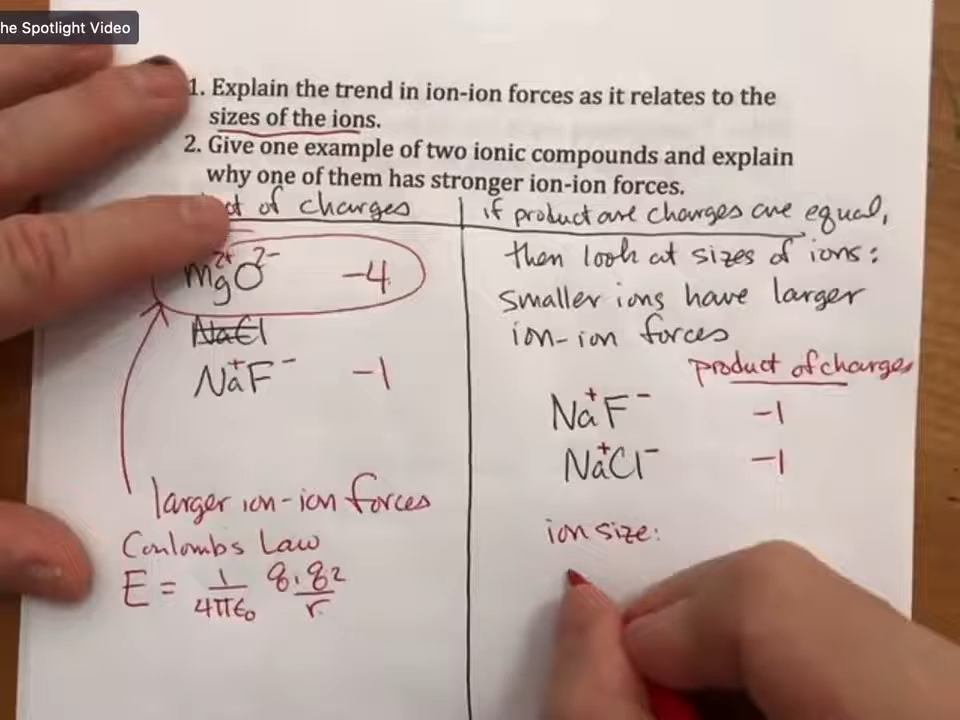 he Spotlight Video
1. Explain the trend in ion-ion forces as it relates to the
sizes of the ions.
2. Give one example of two ionic compounds and explain
why one of them has stronger ion-ion forces.
of charges
Mg2+O2- -4
NaCl
Na+F- -1
larger ion-ion forces
Coulombs Law
E = 1/4πϵ0 q1q2/r
if product are charges are equal,
then look at sizes of ions:
smaller ions have larger
ion-ion forces
product of charges
Na+F- -1
Na+Cl- -1
ion size: